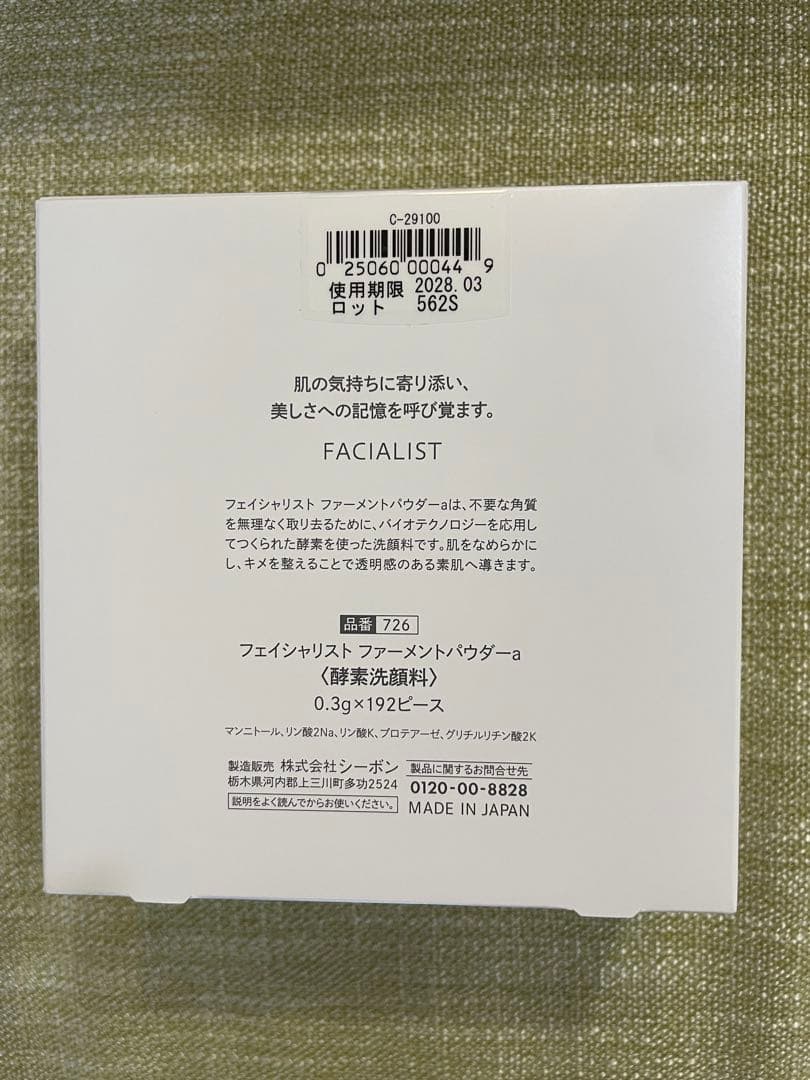 C-29100
0 25060 00044 9
使用期限 2028.03
ロット 562S
肌の気持ちに寄り添い、
美しさへの記憶を呼び覚ます。
FACIALIST
フェイシャリスト ファーメントパウダーaは、不要な角質
を無理なく取り去るために、バイオテクノロジーを応用し
てつくられた酵素を使った洗顔料です。肌をなめらかに
し、キメを整えることで透明感のある素肌へ導きます。
品番 726
フェイシャリスト ファーメントパウダーa
〈酵素洗顔料〉
0.3g×192ピース
マンニトール、リン酸2Na、リン酸K、プロテアーゼ、グリチルリチン酸2K
製造販売 株式会社シーボン
栃木県河内郡上三川町多功2524
説明をよく読んでからお使いください。
製品に関するお問合せ先
0120-00-8828
MADE IN JAPAN